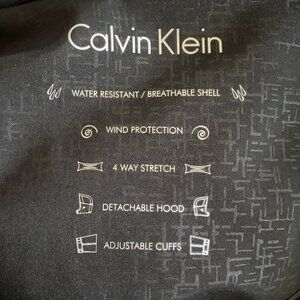 Calvin Klein
WATER RESISTANT / BREATHABLE SHELL
WIND PROTECTION
4 WAY STRETCH
DETACHABLE HOOD
ADJUSTABLE CUFFS